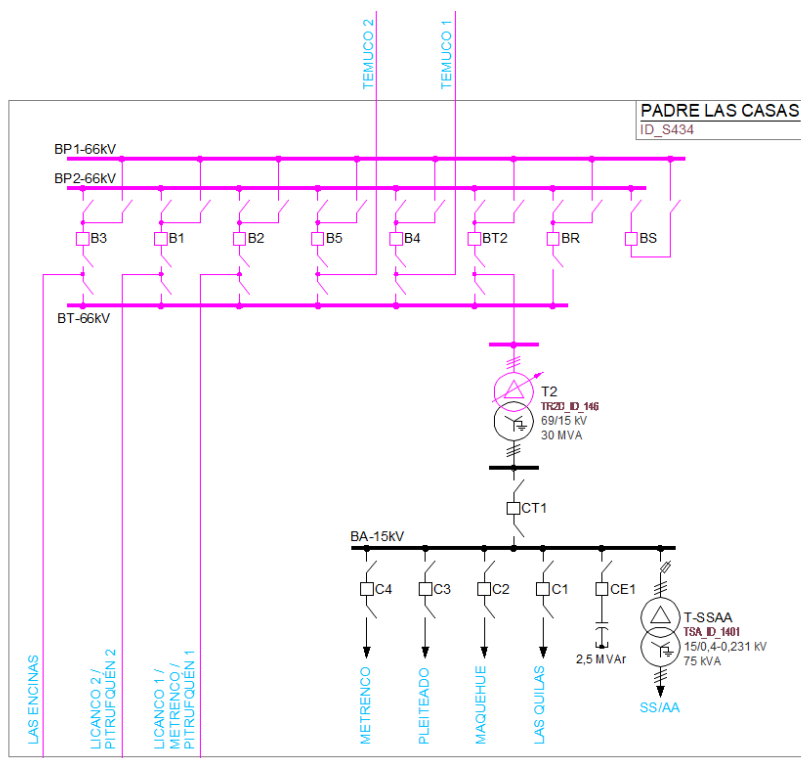 TEMUCO 2
TEMUCO 1
PADRE LAS CASAS
ID_S434
BP1-66kV
BP2-66kV
B3
B1
B2
B5
B4
BT2
BR
BS
BT-66kV
T2
TR2D_ID_146
69/15 kV
30 MVA
CT1
BA-15kV
C4
C3
C2
C1
CE1
T-SSAA
TSA_ID_1401
15/0,4-0,231 kV
75 kVA
2,5 MVAr
LAS ENCINAS
LICANCO 2 /
PITRUFQUÉN 2
LICANCO 1 /
METRENCO /
PITRUFQUÉN 1
METRENCO
PLEITEADO
MAQUEHUE
LAS QUILAS
SS/AA